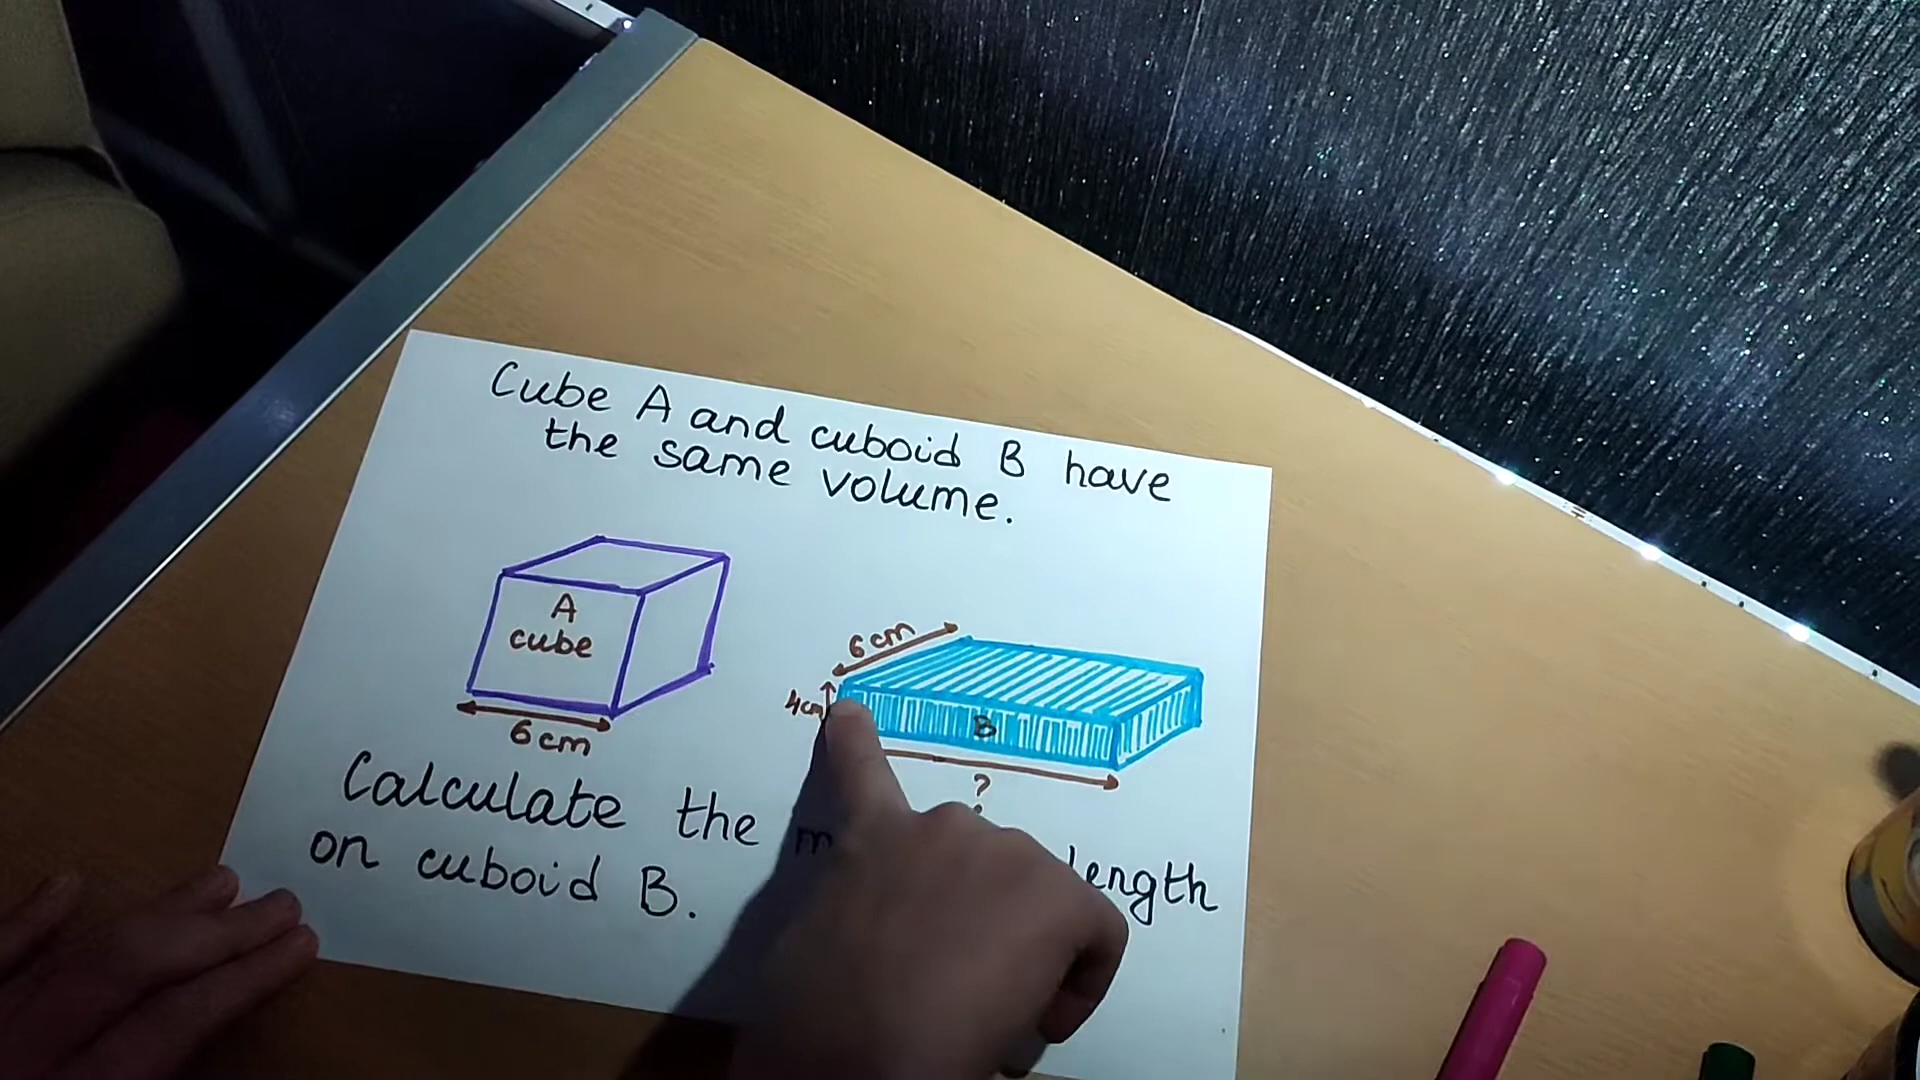 Cube A and cuboid B have
the same volume.
A
cube
6 cm
6 cm
4cm
B
?
Calculate the length
on cuboid B.